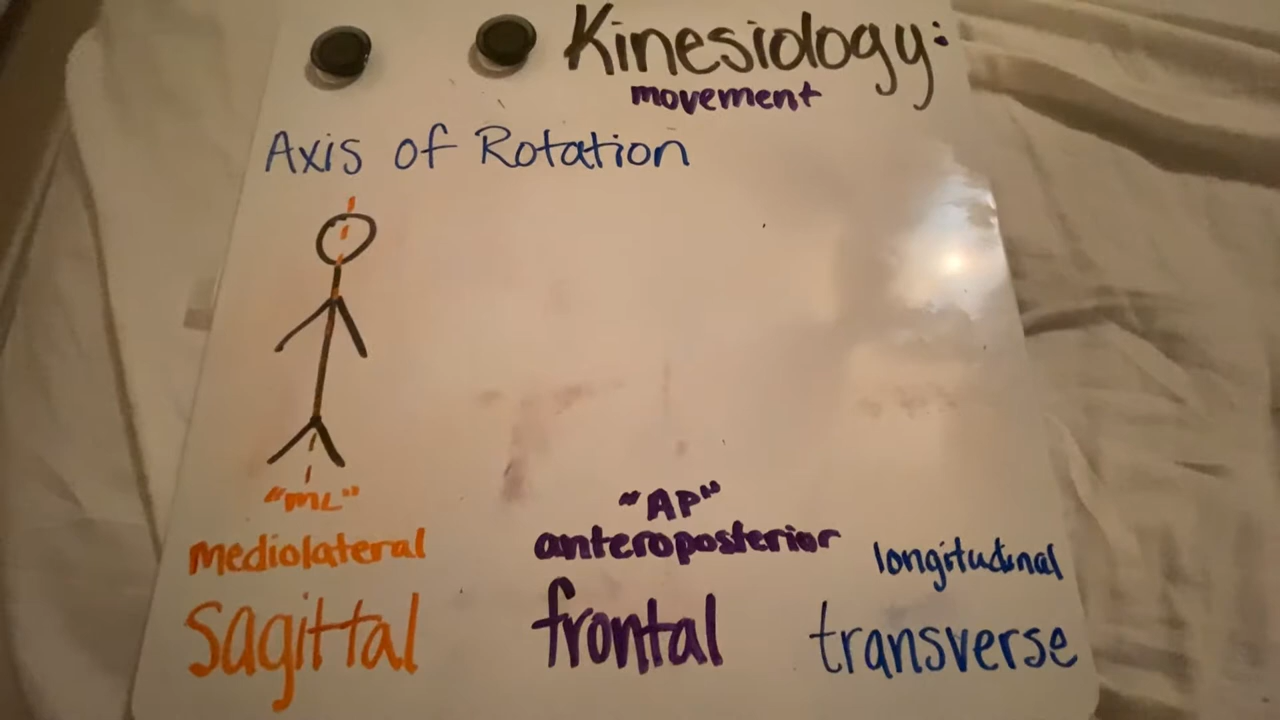 Kinesiology:
movement
Axis of Rotation
"ML"
mediolateral
sagittal
"AP"
anteroposterior
frontal
longitudinal
transverse